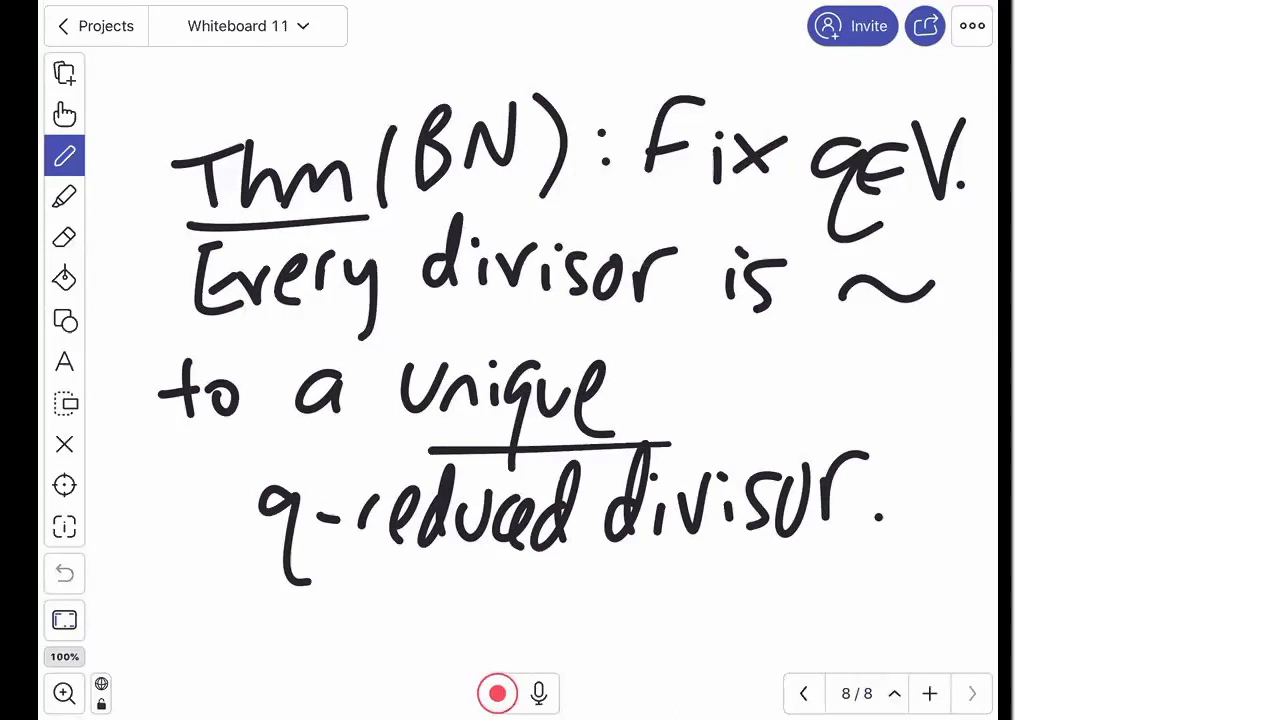 Projects
Whiteboard 11
Invite
Thm (BN) : Fix q∈V.
Every divisor is ~
to a unique
q-reduced divisor.
A
100%
8 / 8